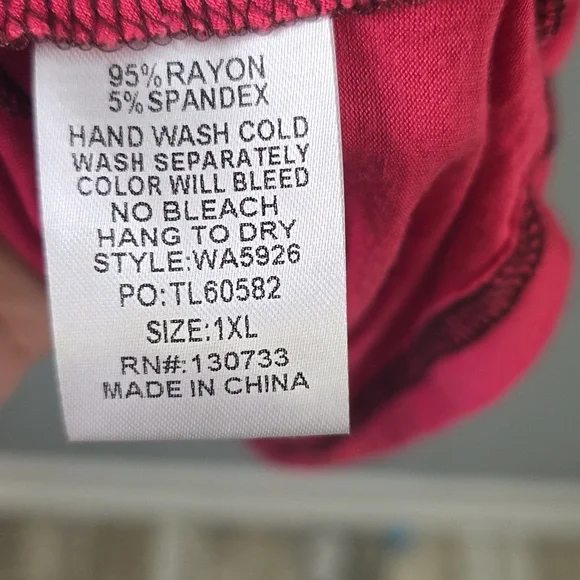 95% RAYON
5% SPANDEX
HAND WASH COLD
WASH SEPARATELY
COLOR WILL BLEED
NO BLEACH
HANG TO DRY
STYLE:WA5926
PO:TL60582
SIZE:1XL
RN#:130733
MADE IN CHINA